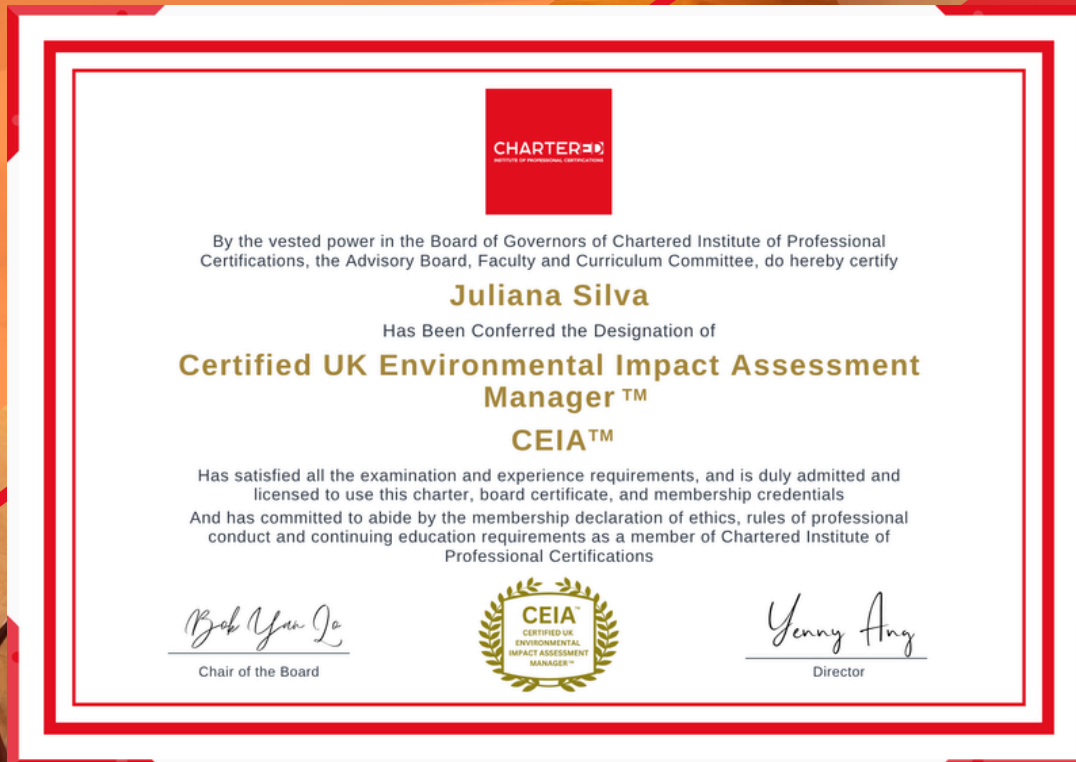 CHARTERED
INSTITUTE OF PROFESSIONAL CERTIFICATIONS
By the vested power in the Board of Governors of Chartered Institute of Professional
Certifications, the Advisory Board, Faculty and Curriculum Committee, do hereby certify
Juliana Silva
Has Been Conferred the Designation of
Certified UK Environmental Impact Assessment
Manager ™
CEIA™
Has satisfied all the examination and experience requirements, and is duly admitted and
licensed to use this charter, board certificate, and membership credentials
And has committed to abide by the membership declaration of ethics, rules of professional
conduct and continuing education requirements as a member of Chartered Institute of
Professional Certifications
Bok Yan Lo
Chair of the Board
CEIA™
CERTIFIED UK
ENVIRONMENTAL
IMPACT ASSESSMENT
MANAGER™
Yenny Ang
Director